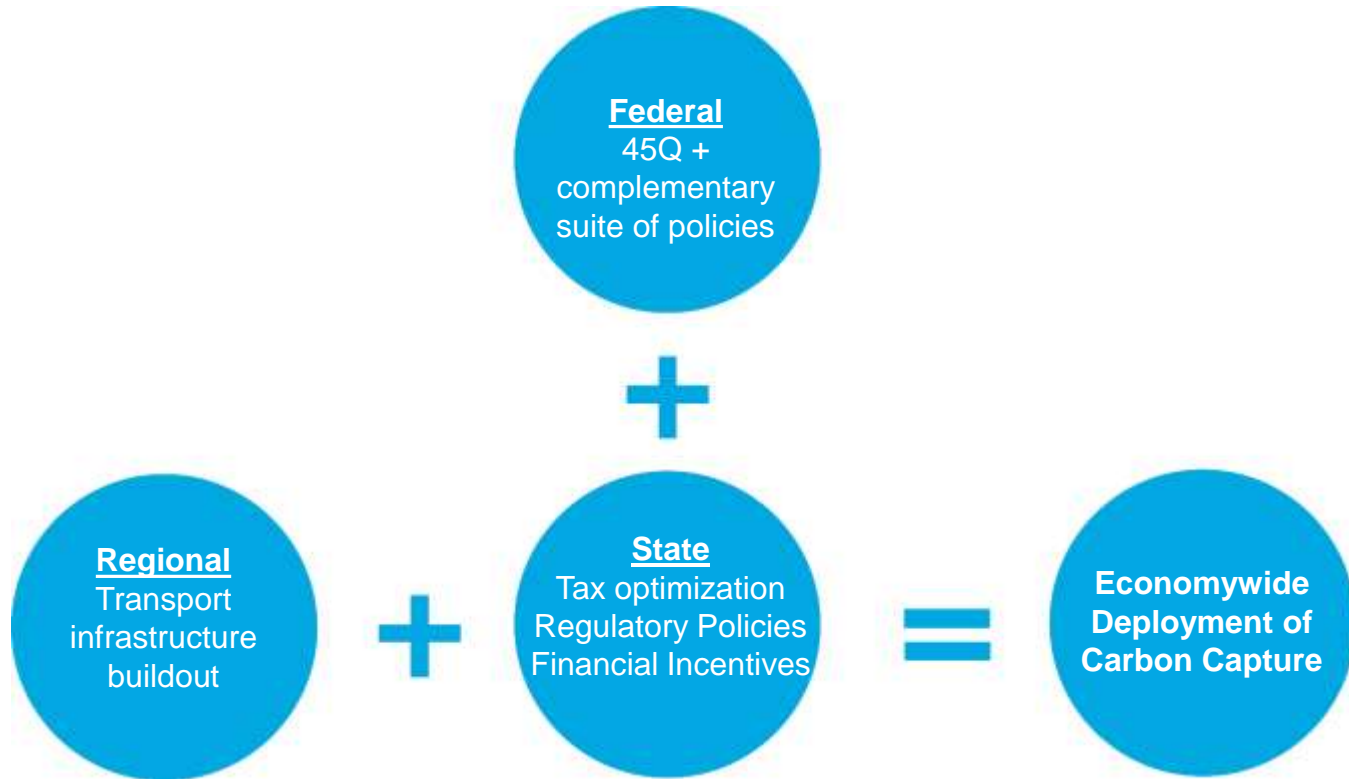 Federal
45Q +
complementary
suite of policies
+
Regional
Transport
infrastructure
buildout
+
State
Tax optimization
Regulatory Policies
Financial Incentives
=
Economywide
Deployment of
Carbon Capture